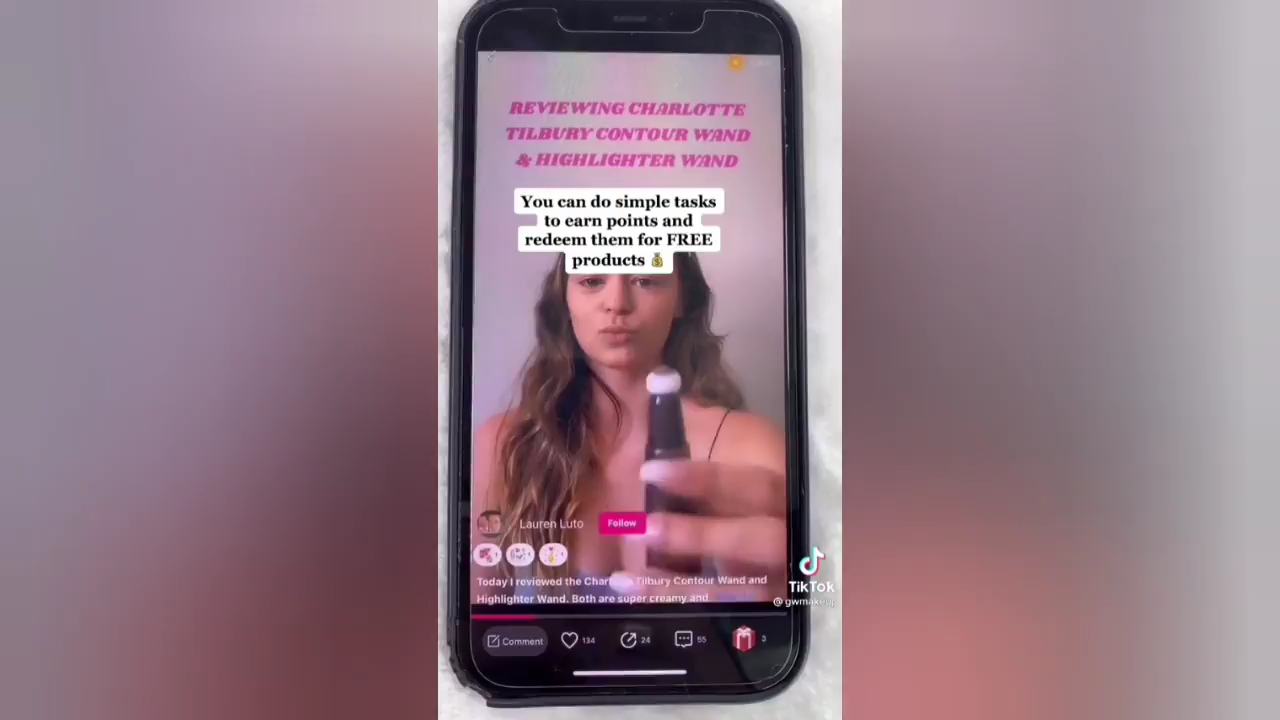 REVIEWING CHARLOTTE
TILBURY CONTOUR WAND
& HIGHLIGHTER WAND
You can do simple tasks
to earn points and
redeem them for FREE
products 💰
Lauren Luto
Follow
Today I reviewed the Tilbury Contour Wand and
Highlighter Wand. Both are super creamy and
Comment
134
24
55
3
TikTok